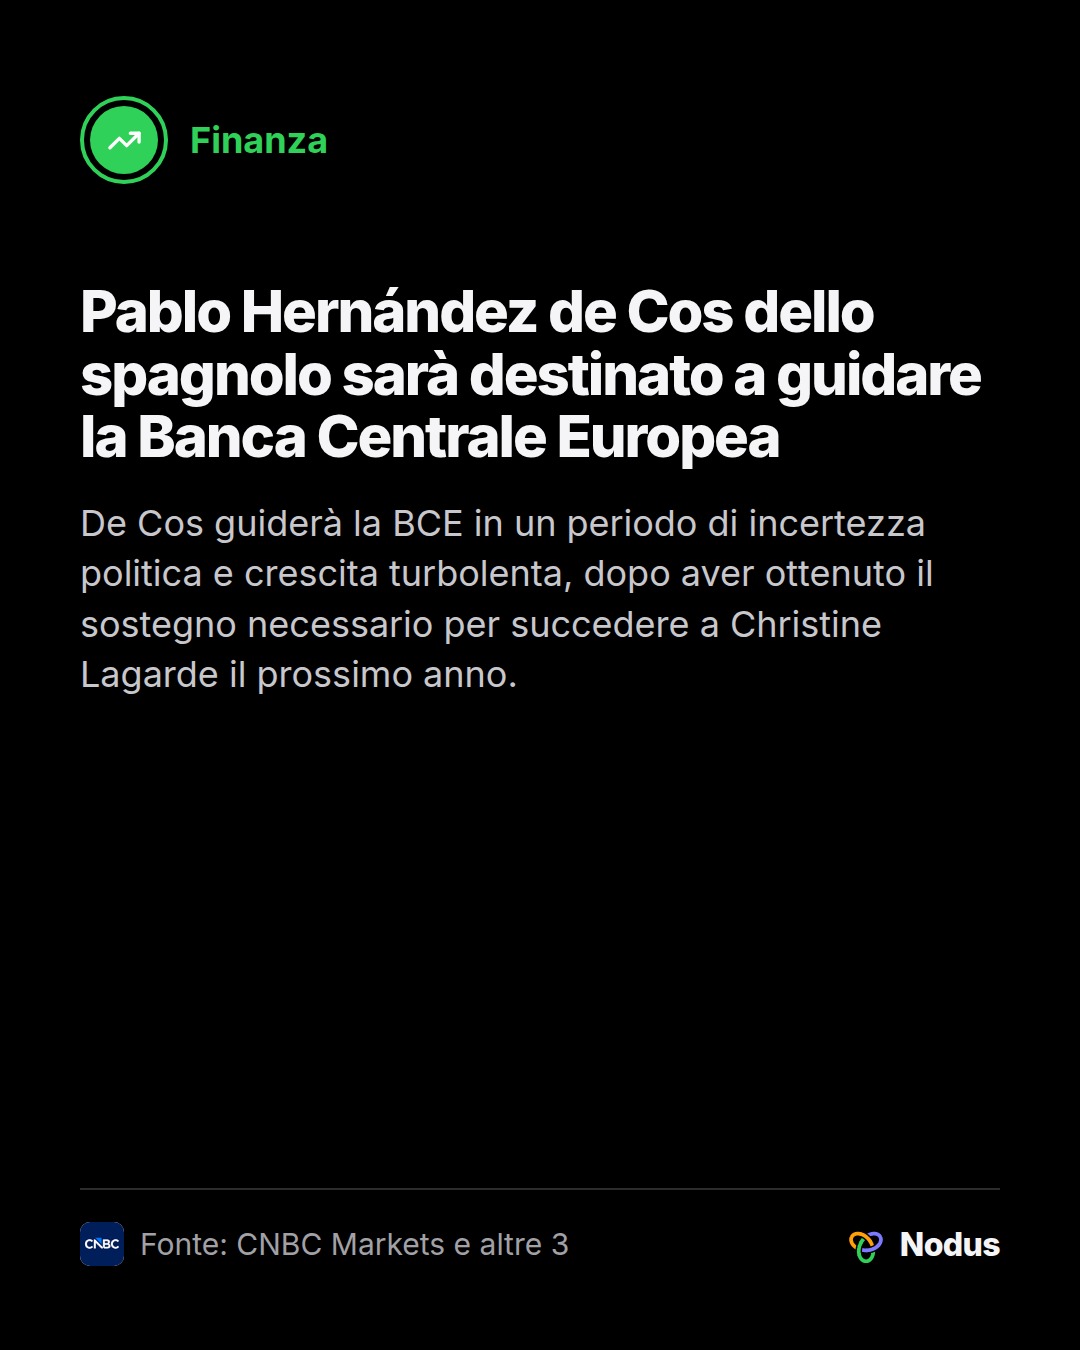 Finanza
Pablo Hernández de Cos dello
spagnolo sarà destinato a guidare
la Banca Centrale Europea
De Cos guiderà la BCE in un periodo di incertezza
politica e crescita turbolenta, dopo aver ottenuto il
sostegno necessario per succedere a Christine
Lagarde il prossimo anno.
CNBC Fonte: CNBC Markets e altre 3
Nodus